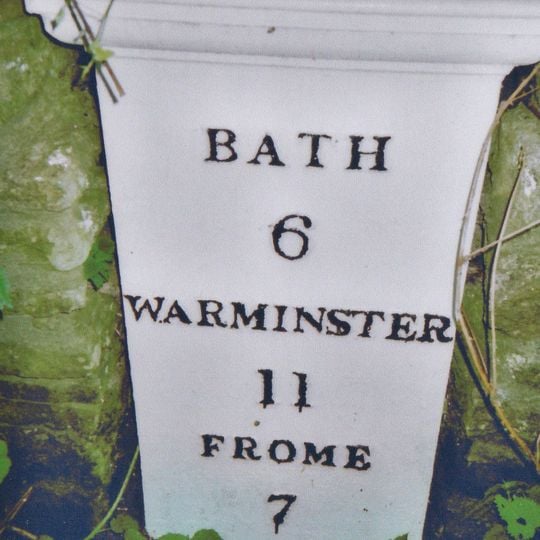 BATH
6
WARMINSTER
11
FROME
7